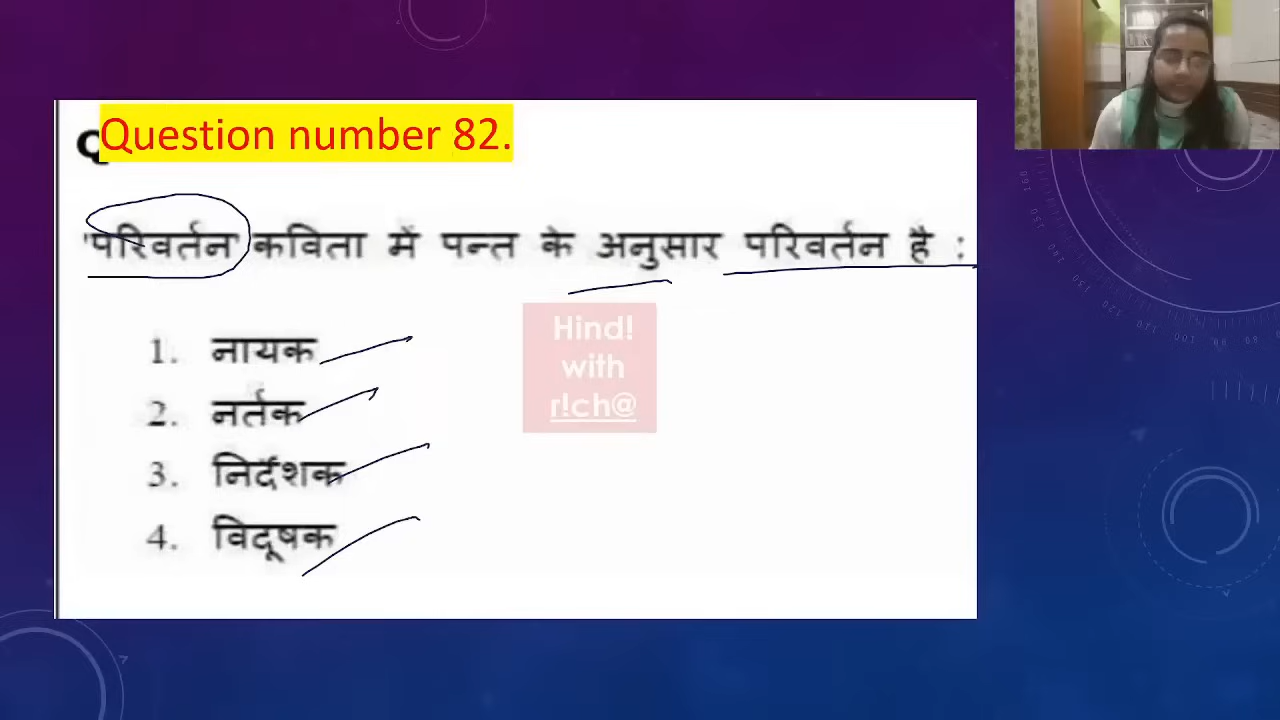 Question number 82.
'परिवर्तन' कविता में पन्त के अनुसार परिवर्तन है :
1. नायक
2. नर्तक
3. निर्देशक
4. विदूषक
Hind!
with
r!ch@